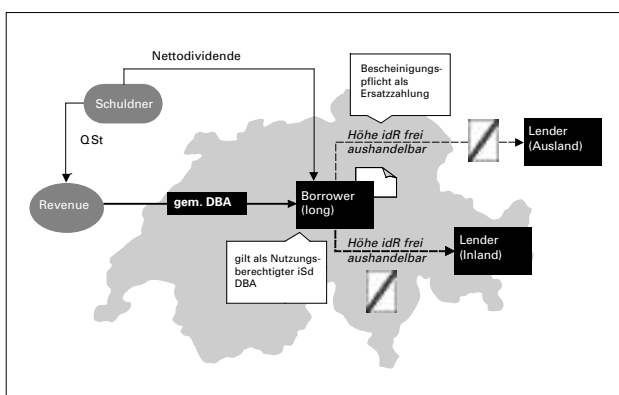 Nettodividende
Schuldner
Bescheinigungs-
pflicht als
Ersatzzahlung
QSt
Höhe idR frei
aushandelbar
Lender
(Ausland)
Revenue
gem. DBA
Borrower
(long)
Höhe idR frei
aushandelbar
Lender
(Inland)
gilt als Nutzungs-
berechtigter iSd
DBA